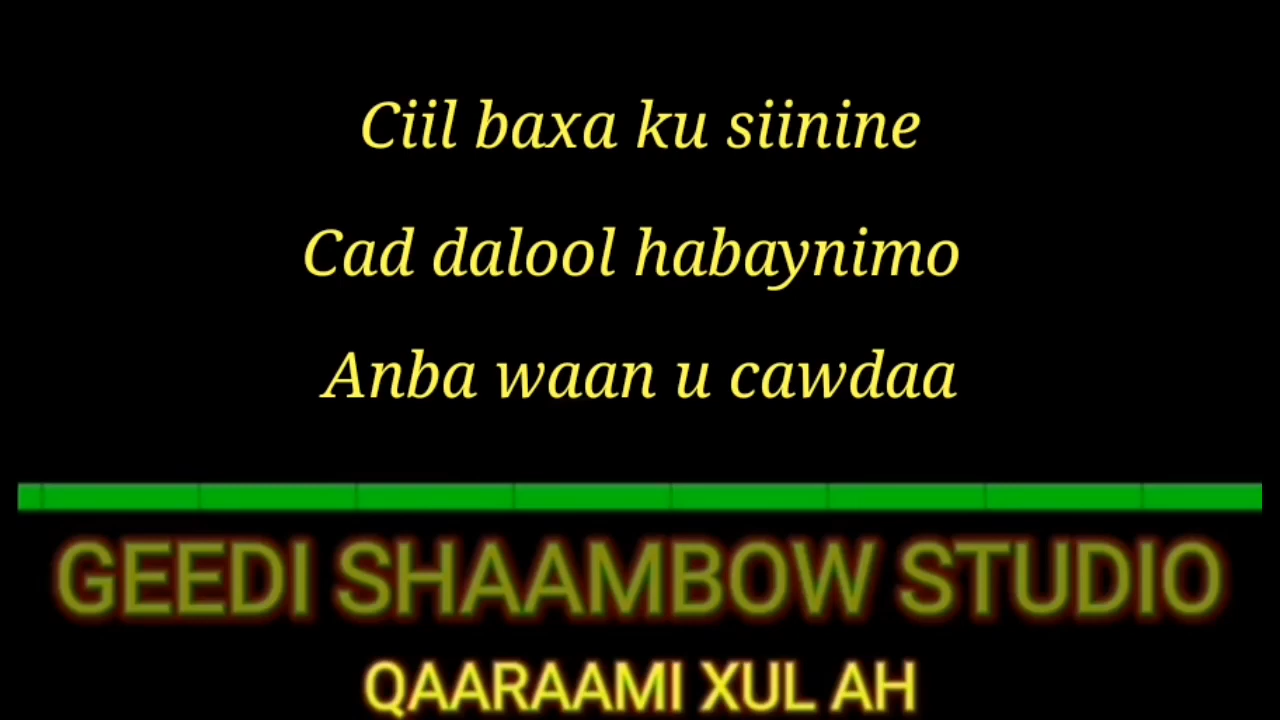 Ciil baxa ku siinine
Cad dalool habaynimo
Anba waan u cawdaa
GEEDI SHAAMBOW STUDIO
QAARAAMI XUL AH